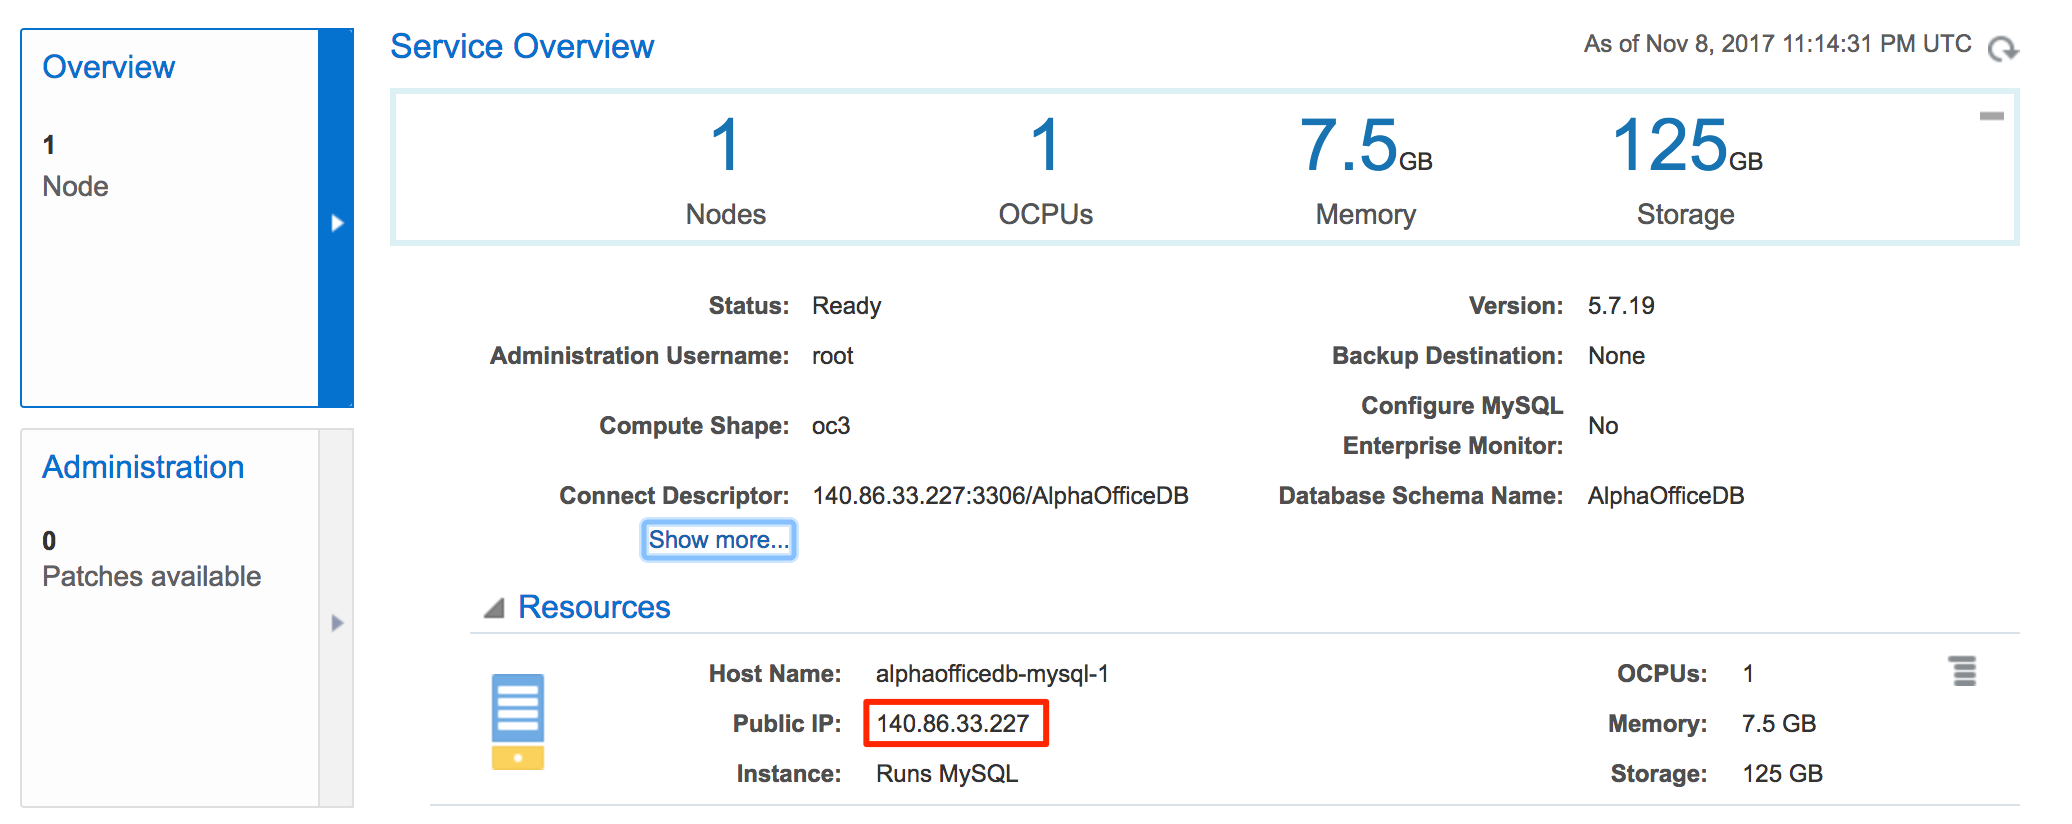 Overview
1
Node
Administration
0
Patches available
Service Overview
As of Nov 8, 2017 11:14:31 PM UTC
1 1 7.5GB 125GB
Nodes OCPUs Memory Storage
Status: Ready Version: 5.7.19
Administration Username: root Backup Destination: None
Compute Shape: oc3 Configure MySQL
Enterprise Monitor: No
Connect Descriptor: 140.86.33.227:3306/AlphaOfficeDB Database Schema Name: AlphaOfficeDB
Show more...
Resources
Host Name: alphaofficedb-mysql-1 OCPUs: 1
Public IP: 140.86.33.227 Memory: 7.5 GB
Instance: Runs MySQL Storage: 125 GB